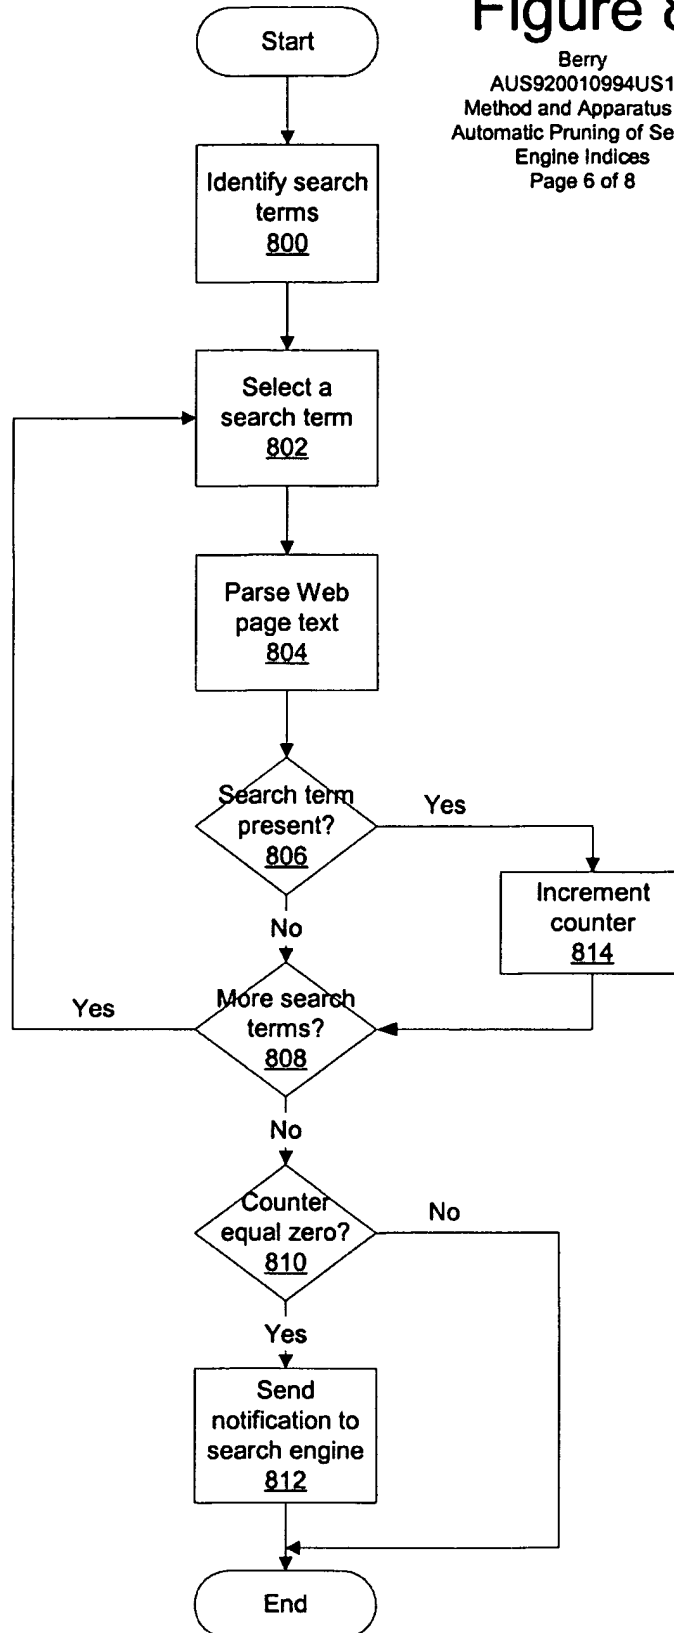 Figure 8
Berry
AUS920010994US1
Method and Apparatus
Automatic Pruning of Se
Engine Indices
Page 6 of 8
Start
Identify search
terms
800
Select a
search term
802
Parse Web
page text
804
Search term
present?
806
Yes
Increment
counter
814
No
More search
terms?
808
Yes
No
Counter
equal zero?
810
No
Yes
Send
notification to
search engine
812
End